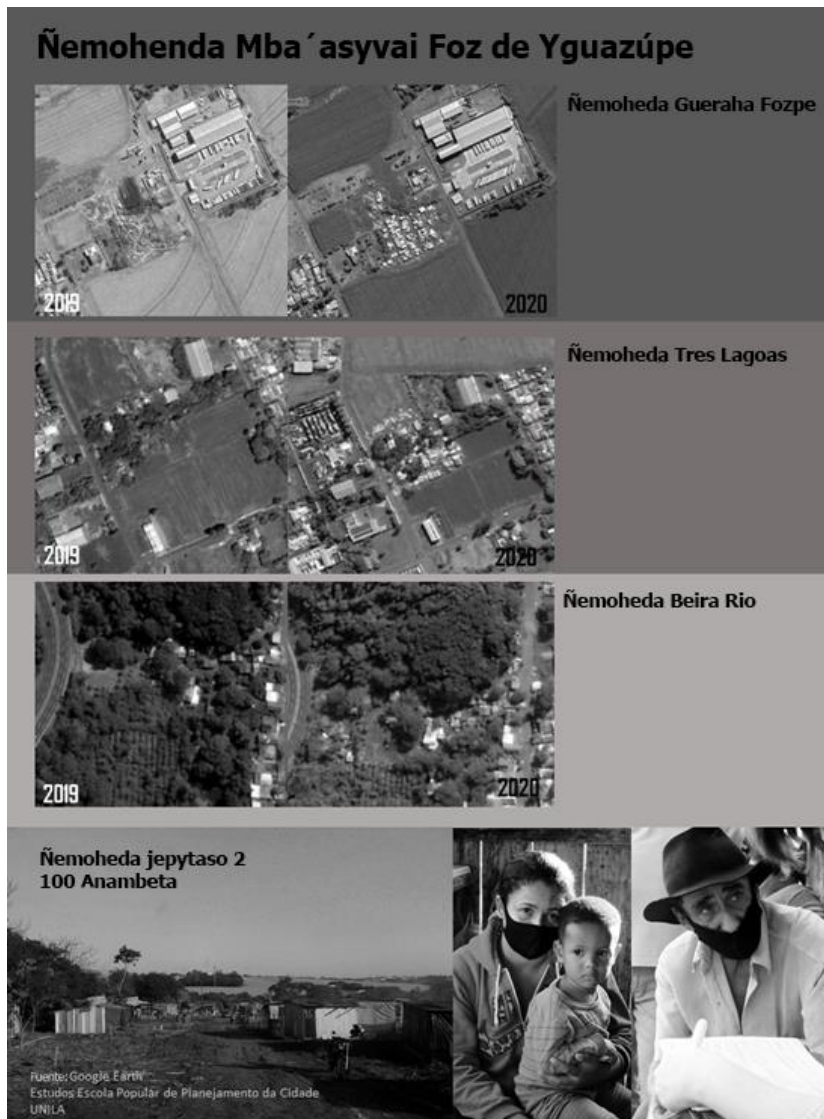 Ñemohenda Mba´asyvai Foz de Yguazúpe
Ñemoheda Gueraha Fozpe
2019
2020
Ñemoheda Tres Lagoas
2019
2020
Ñemoheda Beira Rio
2019
2020
Ñemoheda jepytaso 2
100 Anambeta
Fuente: Google Earth
Estudos Escola Popular de Planejamento da Cidade
UNILA